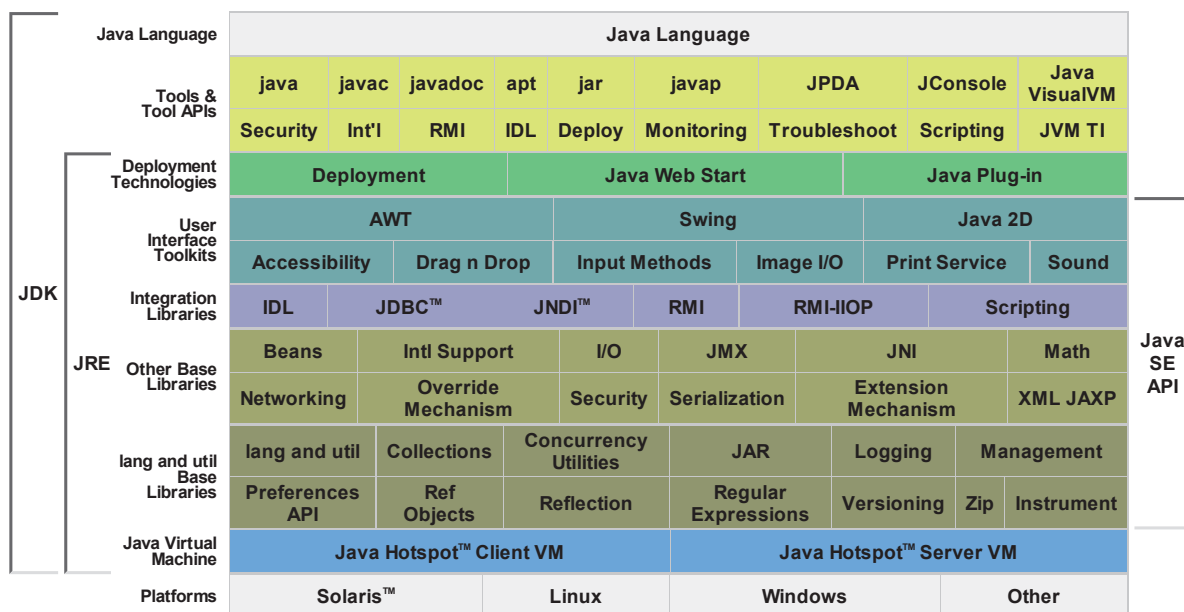 Java Language
Java Language
Tools &
Tool APIs
java javac javadoc apt jar javap JPDA JConsole Java
VisualVM
Security Int'l RMI IDL Deploy Monitoring Troubleshoot Scripting JVM TI
Deployment
Technologies
Deployment Java Web Start Java Plug-in
User
Interface
Toolkits
AWT Swing Java 2D
Accessibility Drag n Drop Input Methods Image I/O Print Service Sound
JDK
Integration
Libraries
IDL JDBC™ JNDI™ RMI RMI-IIOP Scripting
JRE
Other Base
Libraries
Beans Intl Support I/O JMX JNI Math
Networking Override
Mechanism Security Serialization Extension
Mechanism XML JAXP
Java
SE
API
lang and util
Base
Libraries
lang and util Collections Concurrency
Utilities JAR Logging Management
Preferences
API Ref
Objects Reflection Regular
Expressions Versioning Zip Instrument
Java Virtual
Machine
Java Hotspot™ Client VM Java Hotspot™ Server VM
Platforms
Solaris™ Linux Windows Other